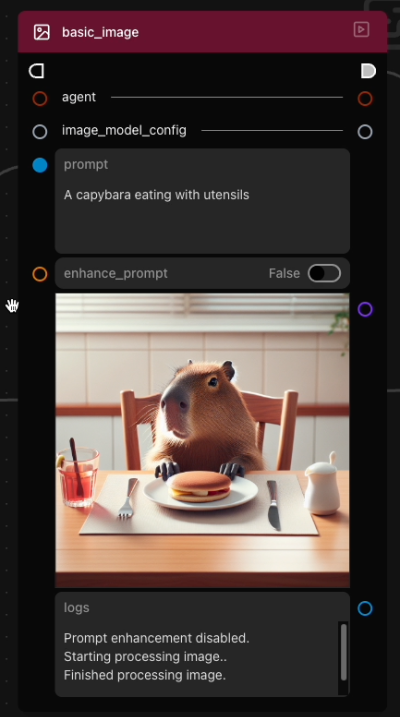 basic_image
agent
image_model_config
prompt
A capybara eating with utensils
enhance_prompt False
logs
Prompt enhancement disabled.
Starting processing image..
Finished processing image.